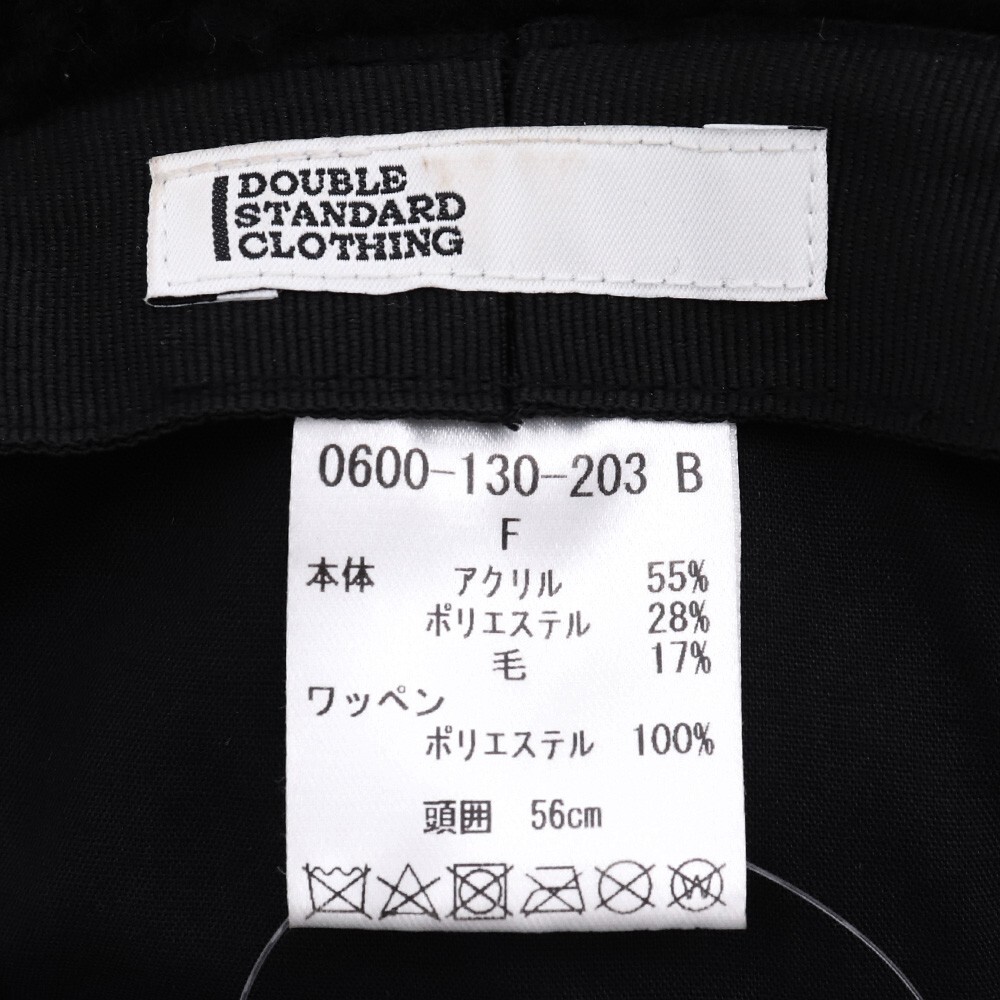 DOUBLE
STANDARD
CLOTHING
0600-130-203 B
F
本体 アクリル 55%
ポリエステル 28%
毛 17%
ワッペン
ポリエステル 100%
頭囲 56cm
W